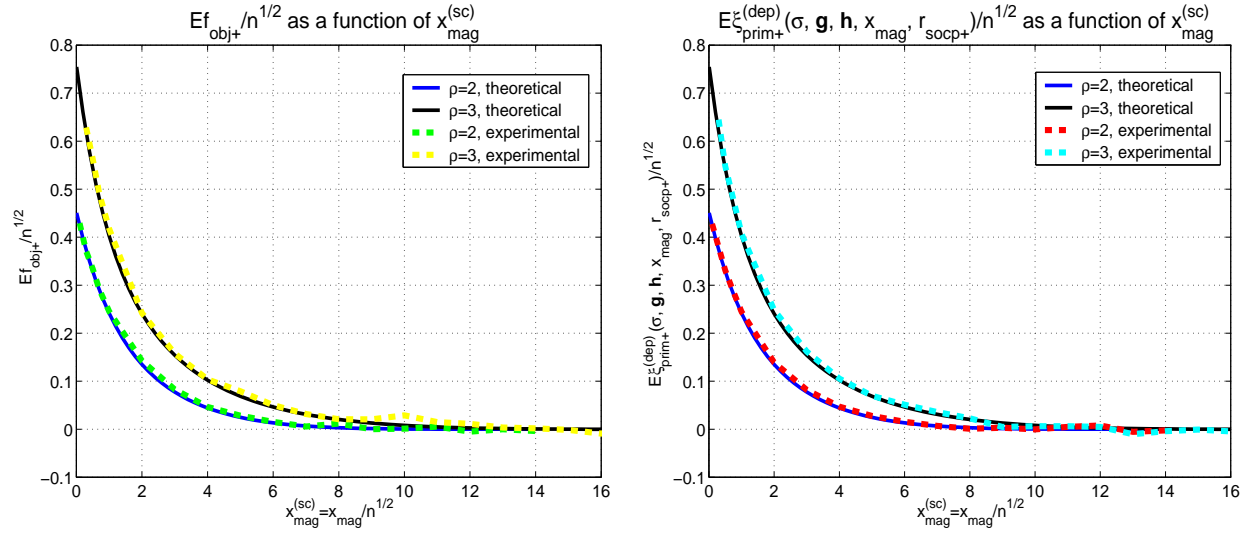 Ef_obj+/n^1/2 as a function of x_mag^(sc)
Ef_obj+/n^1/2
0.8
0.7
0.6
0.5
0.4
0.3
0.2
0.1
0
−0.1
ρ=2, theoretical
ρ=3, theoretical
ρ=2, experimental
ρ=3, experimental
0 2 4 6 8 10 12 14 16
x_mag^(sc)=x_mag/n^1/2
Eξ_prim+^(dep)(σ, g, h, x_mag, r_socp+)/n^1/2 as a function of x_mag^(sc)
Eξ_prim+^(dep)(σ, g, h, x_mag, r_socp+)/n^1/2
0.8
0.7
0.6
0.5
0.4
0.3
0.2
0.1
0
−0.1
ρ=2, theoretical
ρ=3, theoretical
ρ=2, experimental
ρ=3, experimental
0 2 4 6 8 10 12 14 16
x_mag^(sc)=x_mag/n^1/2